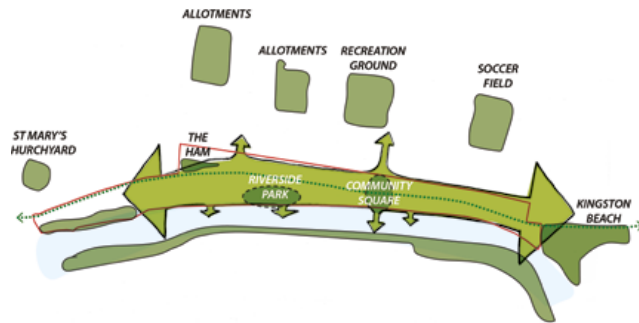 ALLOTMENTS
ALLOTMENTS
RECREATION
GROUND
SOCCER
FIELD
ST MARY'S
HURCHYARD
THE
HAM
RIVERSIDE
PARK
COMMUNITY
SQUARE
KINGSTON
BEACH